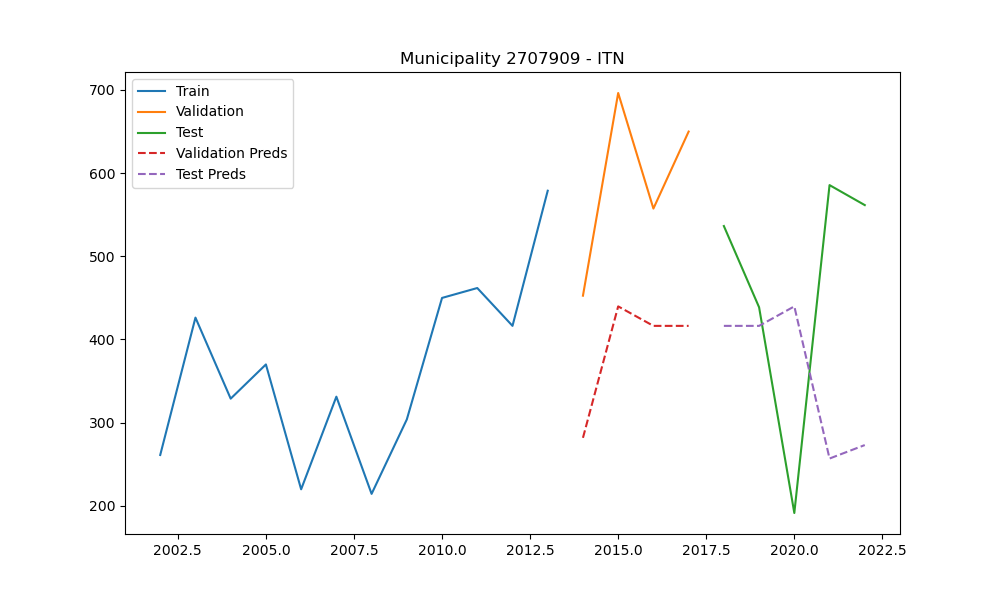 Municipality 2707909 - ITN
Train
Validation
Test
Validation Preds
Test Preds
700
600
500
400
300
200
2002.5 2005.0 2007.5 2010.0 2012.5 2015.0 2017.5 2020.0 2022.5